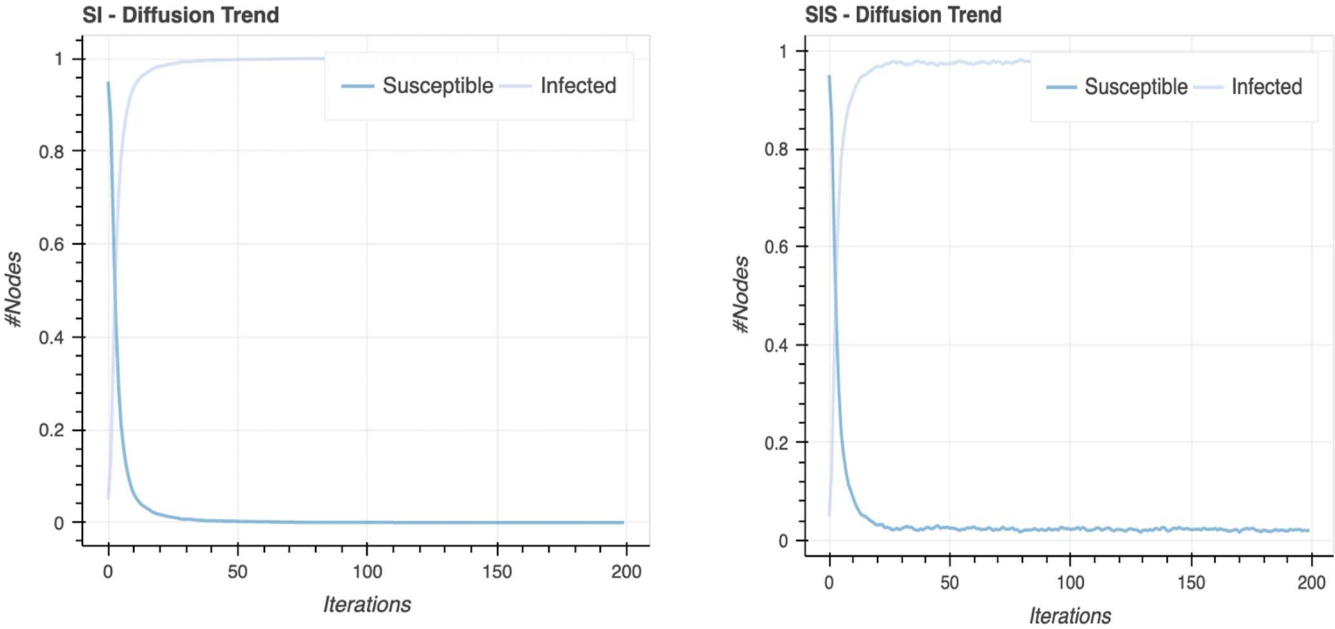 SI - Diffusion Trend
Susceptible Infected
1
0.8
0.6
0.4
0.2
0
#Nodes
0 50 100 150 200
Iterations
SIS - Diffusion Trend
Susceptible Infected
1
0.8
0.6
0.4
0.2
0
#Nodes
0 50 100 150 200
Iterations